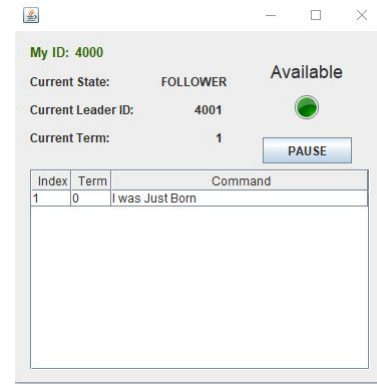 My ID: 4000
Available
Current State: FOLLOWER
Current Leader ID: 4001
Current Term: 1
PAUSE
Index Term Command
1 0 I was Just Born